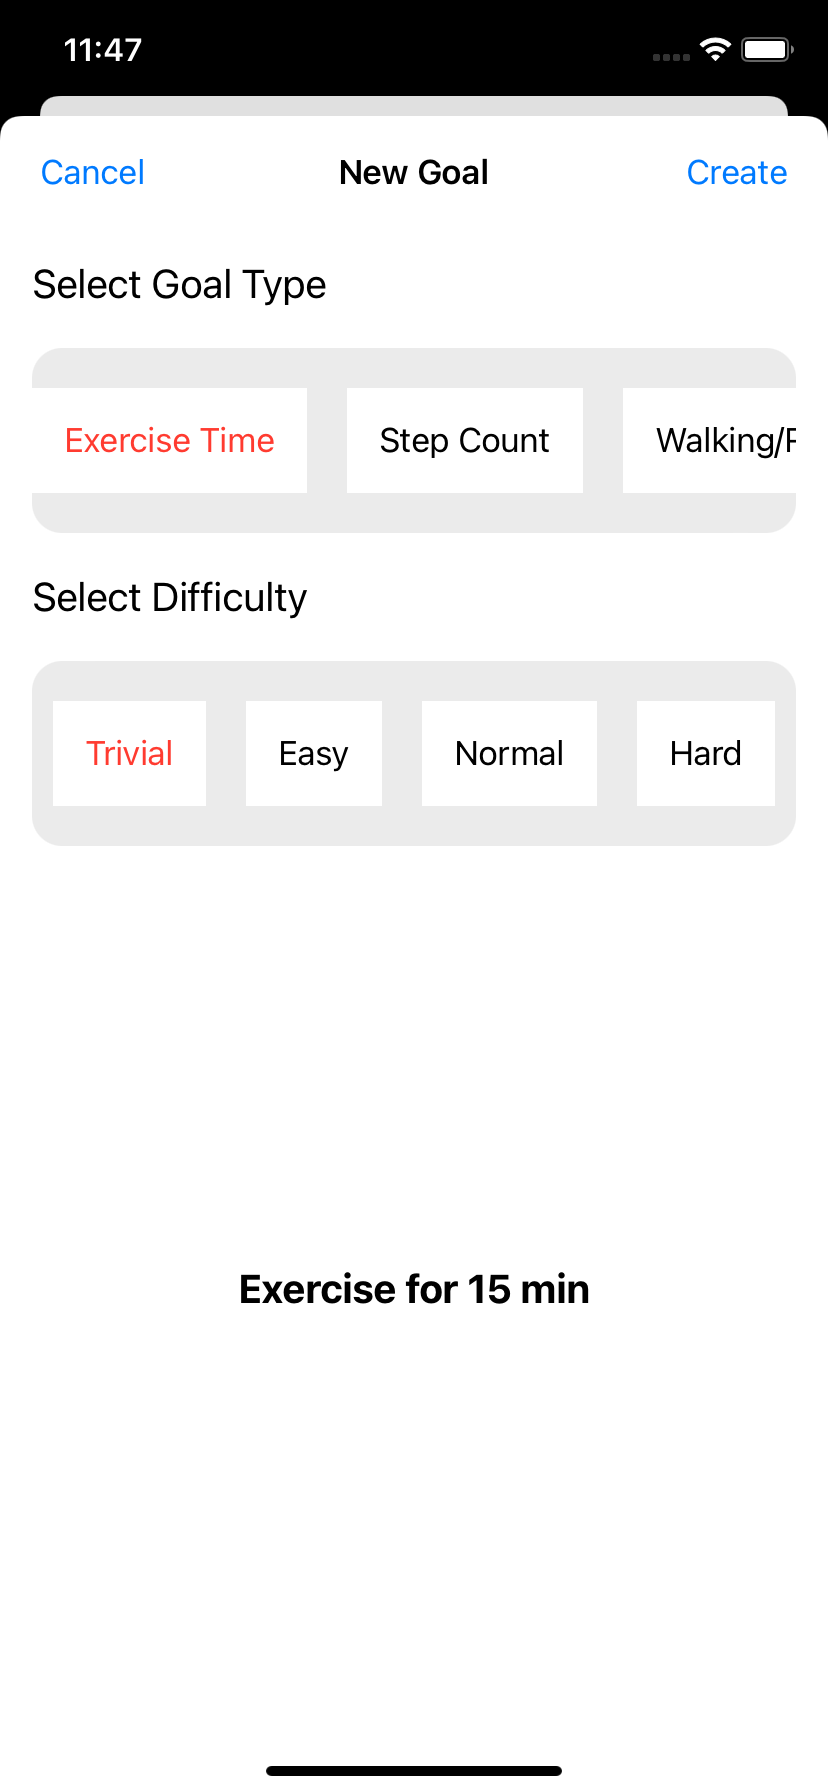 11:47
Cancel New Goal Create
Select Goal Type
Exercise Time Step Count Walking/
Select Difficulty
Trivial Easy Normal Hard
Exercise for 15 min